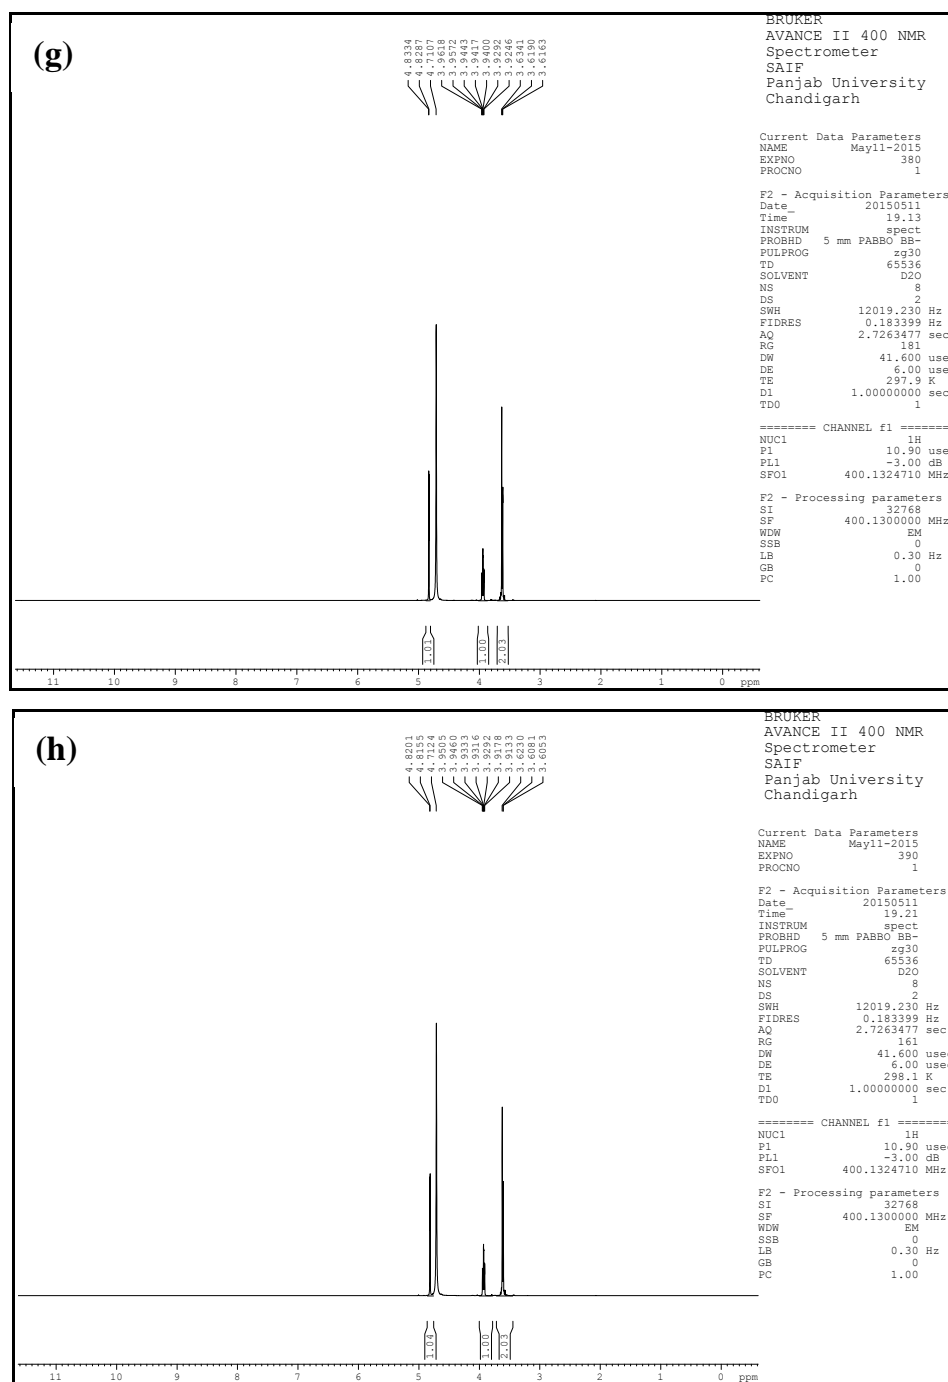 (g)
4.8334
4.8287
4.7107
3.9618
3.9572
3.9443
3.9417
3.9400
3.9292
3.9246
3.6341
3.6190
3.6163
BRUKER
AVANCE II 400 NMR
Spectrometer
SAIF
Panjab University
Chandigarh
Current Data Parameters
NAME May11-2015
EXPNO 380
PROCNO 1
F2 - Acquisition Parameters
Date_ 20150511
Time 19.13
INSTRUM spect
PROBHD 5 mm PABBO BB-
PULPROG zg30
TD 65536
SOLVENT D2O
NS 8
DS 2
SWH 12019.230 Hz
FIDRES 0.183399 Hz
AQ 2.7263477 sec
RG 181
DW 41.600 use
DE 6.00 use
TE 297.9 K
D1 1.00000000 sec
TD0 1
======== CHANNEL f1 =======
NUC1 1H
P1 10.90 use
PL1 -3.00 dB
SFO1 400.1324710 MHz
F2 - Processing parameters
SI 32768
SF 400.1300000 MHz
WDW EM
SSB 0
LB 0.30 Hz
GB 0
PC 1.00
1.01
1.00
2.03
11 10 9 8 7 6 5 4 3 2 1 0 ppm
(h)
4.8201
4.8155
4.7124
3.9505
3.9460
3.9333
3.9316
3.9292
3.9178
3.9133
3.6230
3.6081
3.6053
BRUKER
AVANCE II 400 NMR
Spectrometer
SAIF
Panjab University
Chandigarh
Current Data Parameters
NAME May11-2015
EXPNO 390
PROCNO 1
F2 - Acquisition Parameters
Date_ 20150511
Time 19.21
INSTRUM spect
PROBHD 5 mm PABBO BB-
PULPROG zg30
TD 65536
SOLVENT D2O
NS 8
DS 2
SWH 12019.230 Hz
FIDRES 0.183399 Hz
AQ 2.7263477 sec
RG 161
DW 41.600 use
DE 6.00 use
TE 298.1 K
D1 1.00000000 sec
TD0 1
======== CHANNEL f1 =======
NUC1 1H
P1 10.90 use
PL1 -3.00 dB
SFO1 400.1324710 MHz
F2 - Processing parameters
SI 32768
SF 400.1300000 MHz
WDW EM
SSB 0
LB 0.30 Hz
GB 0
PC 1.00
1.04
1.00
2.03
11 10 9 8 7 6 5 4 3 2 1 0 ppm